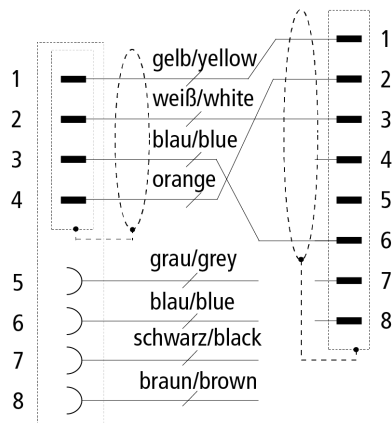 gelb/yellow
weiß/white
blau/blue
orange
grau/grey
blau/blue
schwarz/black
braun/brown
1
2
3
4
5
6
7
8
1
2
3
4
5
6
7
8